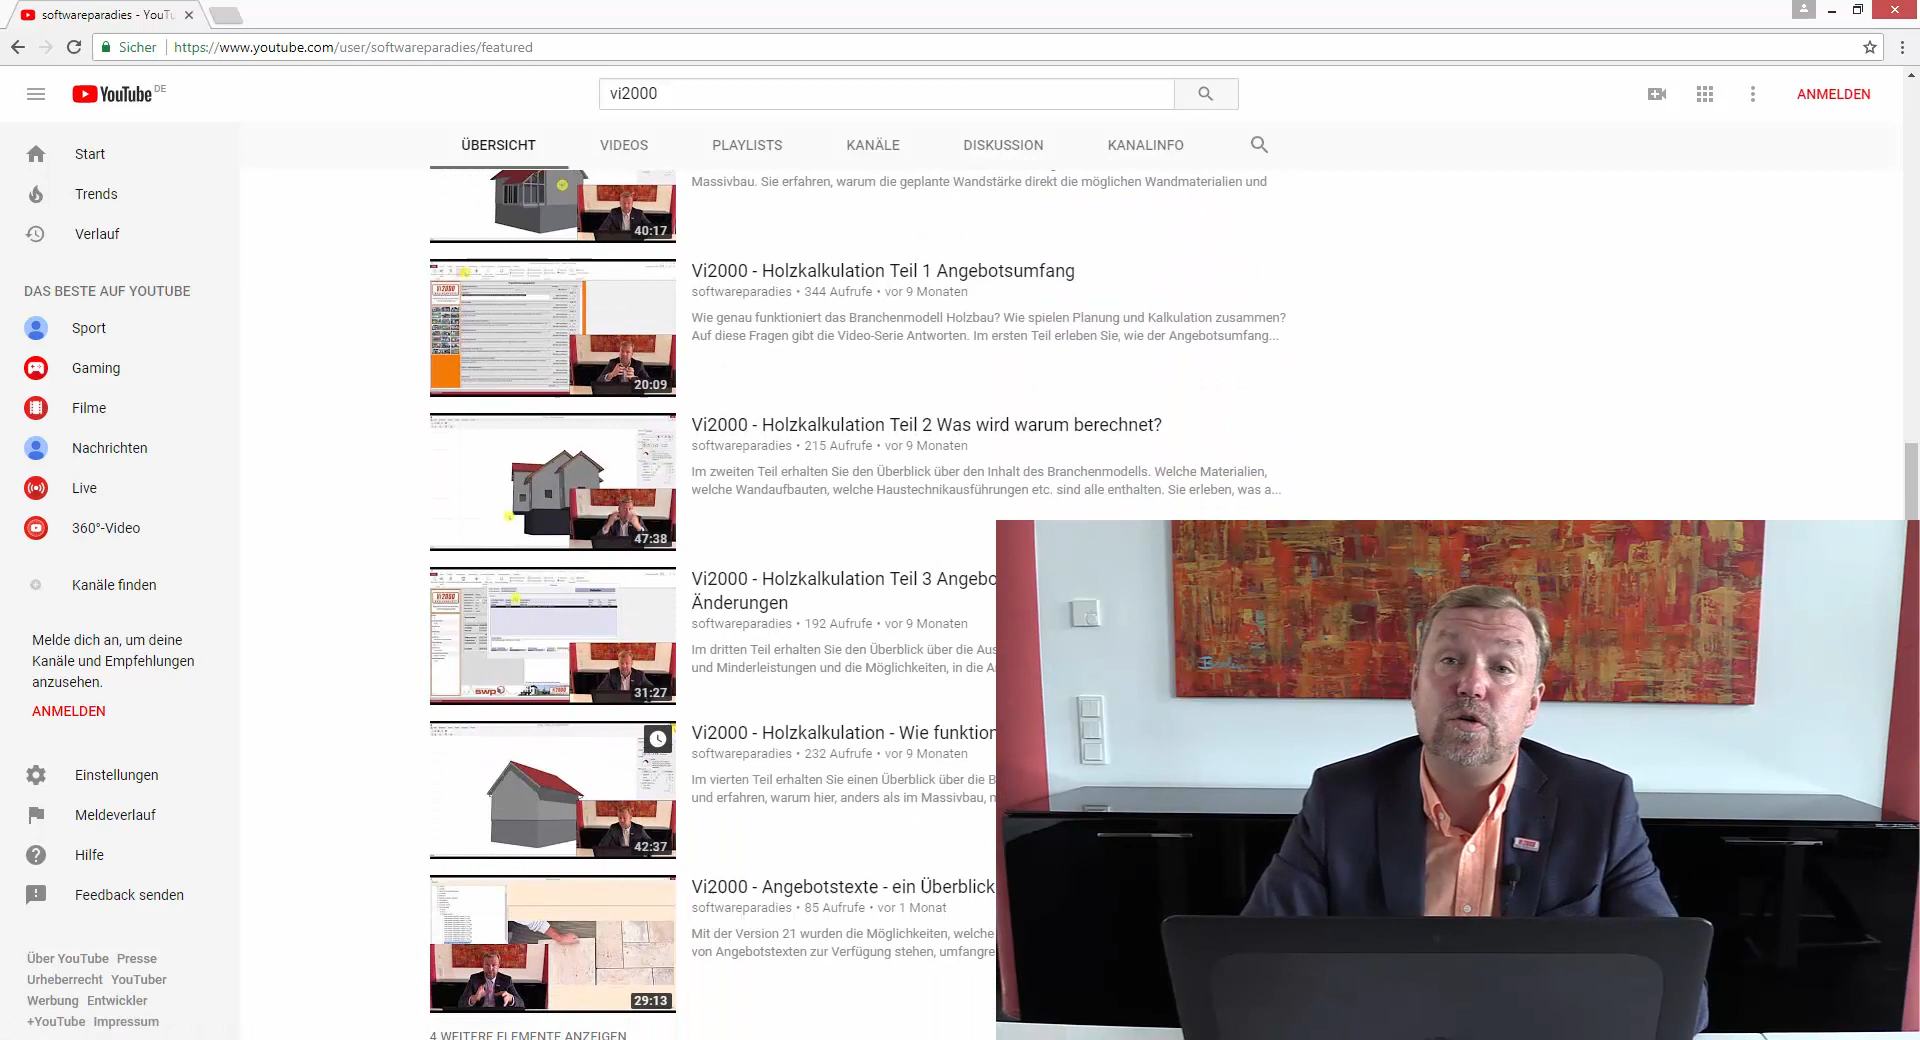 softwareparadies - YouTu
Sicher https://www.youtube.com/user/softwareparadies/featured
YouTube DE
vi2000
ANMELDEN
ÜBERSICHT VIDEOS PLAYLISTS KANÄLE DISKUSSION KANALINFO
Start
Trends
Verlauf
DAS BESTE AUF YOUTUBE
Sport
Gaming
Filme
Nachrichten
Live
360°-Video
Kanäle finden
Melde dich an, um deine
Kanäle und Empfehlungen
anzusehen.
ANMELDEN
Einstellungen
Meldeverlauf
Hilfe
Feedback senden
Über YouTube Presse
Urheberrecht YouTuber
Werbung Entwickler
+YouTube Impressum
40:17
Massivbau. Sie erfahren, warum die geplante Wandstärke direkt die möglichen Wandmaterialien und
20:09
Vi2000 - Holzkalkulation Teil 1 Angebotsumfang
softwareparadies • 344 Aufrufe • vor 9 Monaten
Wie genau funktioniert das Branchenmodell Holzbau? Wie spielen Planung und Kalkulation zusammen?
Auf diese Fragen gibt die Video-Serie Antworten. Im ersten Teil erleben Sie, wie der Angebotsumfang...
47:38
Vi2000 - Holzkalkulation Teil 2 Was wird warum berechnet?
softwareparadies • 215 Aufrufe • vor 9 Monaten
Im zweiten Teil erhalten Sie den Überblick über den Inhalt des Branchenmodells. Welche Materialien,
welche Wandaufbauten, welche Haustechnikausführungen etc. sind alle enthalten. Sie erleben, was a...
swp
31:27
Vi2000 - Holzkalkulation Teil 3 Angebo
Änderungen
softwareparadies • 192 Aufrufe • vor 9 Monaten
Im dritten Teil erhalten Sie den Überblick über die Aus
und Minderleistungen und die Möglichkeiten, in die A
42:37
Vi2000 - Holzkalkulation - Wie funktion
softwareparadies • 232 Aufrufe • vor 9 Monaten
Im vierten Teil erhalten Sie einen Überblick über die B
und erfahren, warum hier, anders als im Massivbau, m
29:13
Vi2000 - Angebotstexte - ein Überblick
softwareparadies • 85 Aufrufe • vor 1 Monat
Mit der Version 21 wurden die Möglichkeiten, welche
von Angebotstexten zur Verfügung stehen, umfangre
4 WEITERE ELEMENTE ANZEIGEN